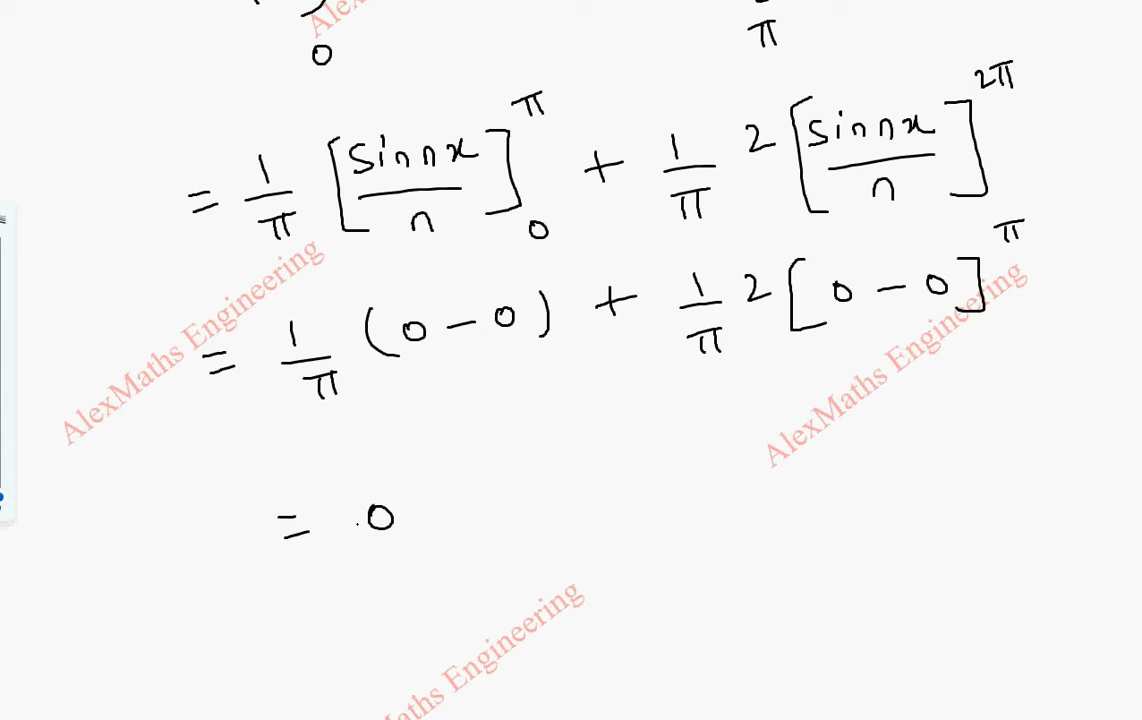 0 π
= 1/π [sin nx / n]₀^π + 1/π 2 [sin nx / n]_π^2π
= 1/π (0 − 0) + 1/π 2 [0 − 0]
= 0
AlexMaths Engineering
AlexMaths Engineering
AlexMaths Engineering